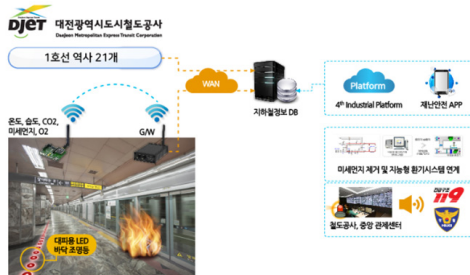 DJeT 대전광역시도시철도공사
Daejeon Metropolitan Express Transit Corporation
1호선 역사 21개
WAN
지하철정보 DB
Platform
4th Industrial Platform
재난안전 APP
온도, 습도, CO2,
미세먼지, O2
G/W
미세먼지 제거 및 지능형 환기시스템 연계
대피용 LED
바닥 조명등
철도공사, 중앙 관제센터
119